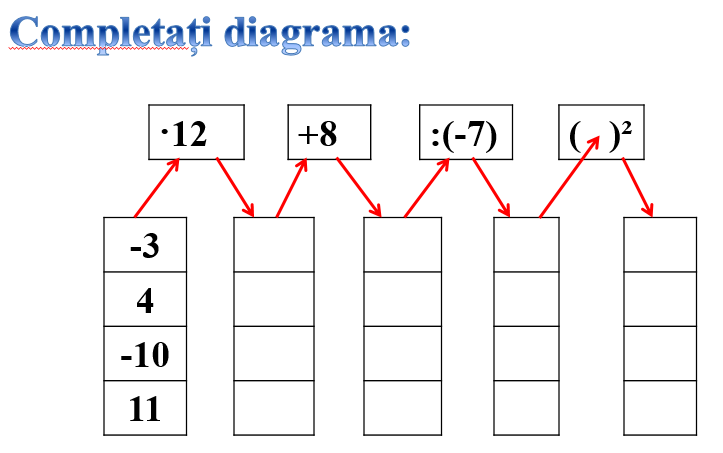 Completați diagrama:
·12 +8 :(-7) ( )²
-3
4
-10
11